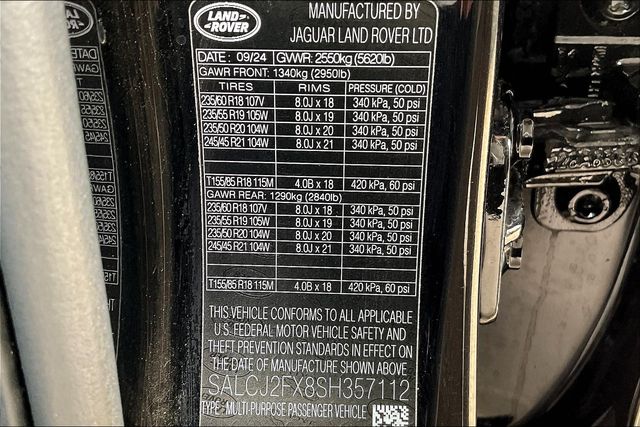 LAND ROVER
MANUFACTURED BY
JAGUAR LAND ROVER LTD
DATE: 09/24 GVWR: 2550kg (5620lb)
GAWR FRONT: 1340kg (2950lb)
TIRES RIMS PRESSURE (COLD)
235/60 R18 107V 8.0J x 18 340 kPa, 50 psi
235/55 R19 105W 8.0J x 19 340 kPa, 50 psi
235/50 R20 104W 8.0J x 20 340 kPa, 50 psi
245/45 R21 104W 8.0J x 21 340 kPa, 50 psi
T155/85 R18 115M 4.0B x 18 420 kPa, 60 psi
GAWR REAR: 1290kg (2840lb)
235/60 R18 107V 8.0J x 18 340 kPa, 50 psi
235/55 R19 105W 8.0J x 19 340 kPa, 50 psi
235/50 R20 104W 8.0J x 20 340 kPa, 50 psi
245/45 R21 104W 8.0J x 21 340 kPa, 50 psi
T155/85 R18 115M 4.0B x 18 420 kPa, 60 psi
THIS VEHICLE CONFORMS TO ALL APPLICABLE
U.S. FEDERAL MOTOR VEHICLE SAFETY AND
THEFT PREVENTION STANDARDS IN EFFECT ON
THE DATE OF MANUFACTURE SHOWN ABOVE
SALCJ2FX8SH357112
TYPE - MULTI-PURPOSE PASSENGER VEHICLE